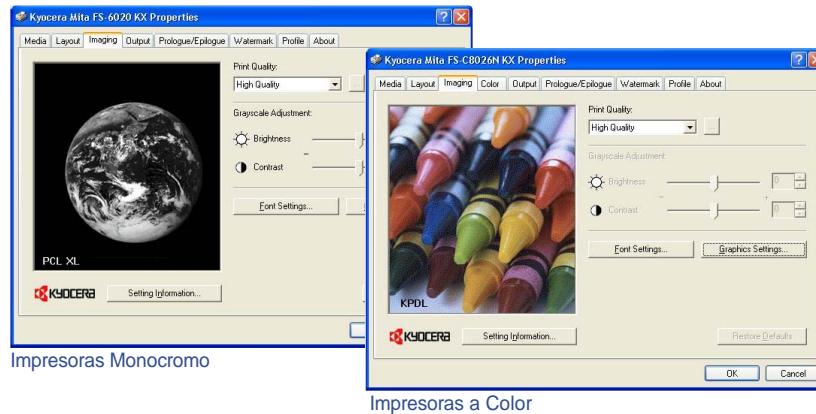 Kyocera Mita FS-6020 KX Properties
Media Layout Imaging Output Prologue/Epilogue Watermark Profile About
Print Quality:
High Quality
Grayscale Adjustment:
Brightness
Contrast
-
Font Settings...
PCL XL
KYOCERA
Setting Information...
Impresoras Monocromo
Kyocera Mita FS-C8026N KX Properties
Media Layout Imaging Color Output Prologue/Epilogue Watermark Profile About
Print Quality:
High Quality ...
Grayscale Adjustment:
Brightness 0
- +
Contrast 0
Font Settings... Graphics Settings...
KPDL
KYOCERA
Setting Information... Restore Defaults
OK Cancel
Impresoras a Color